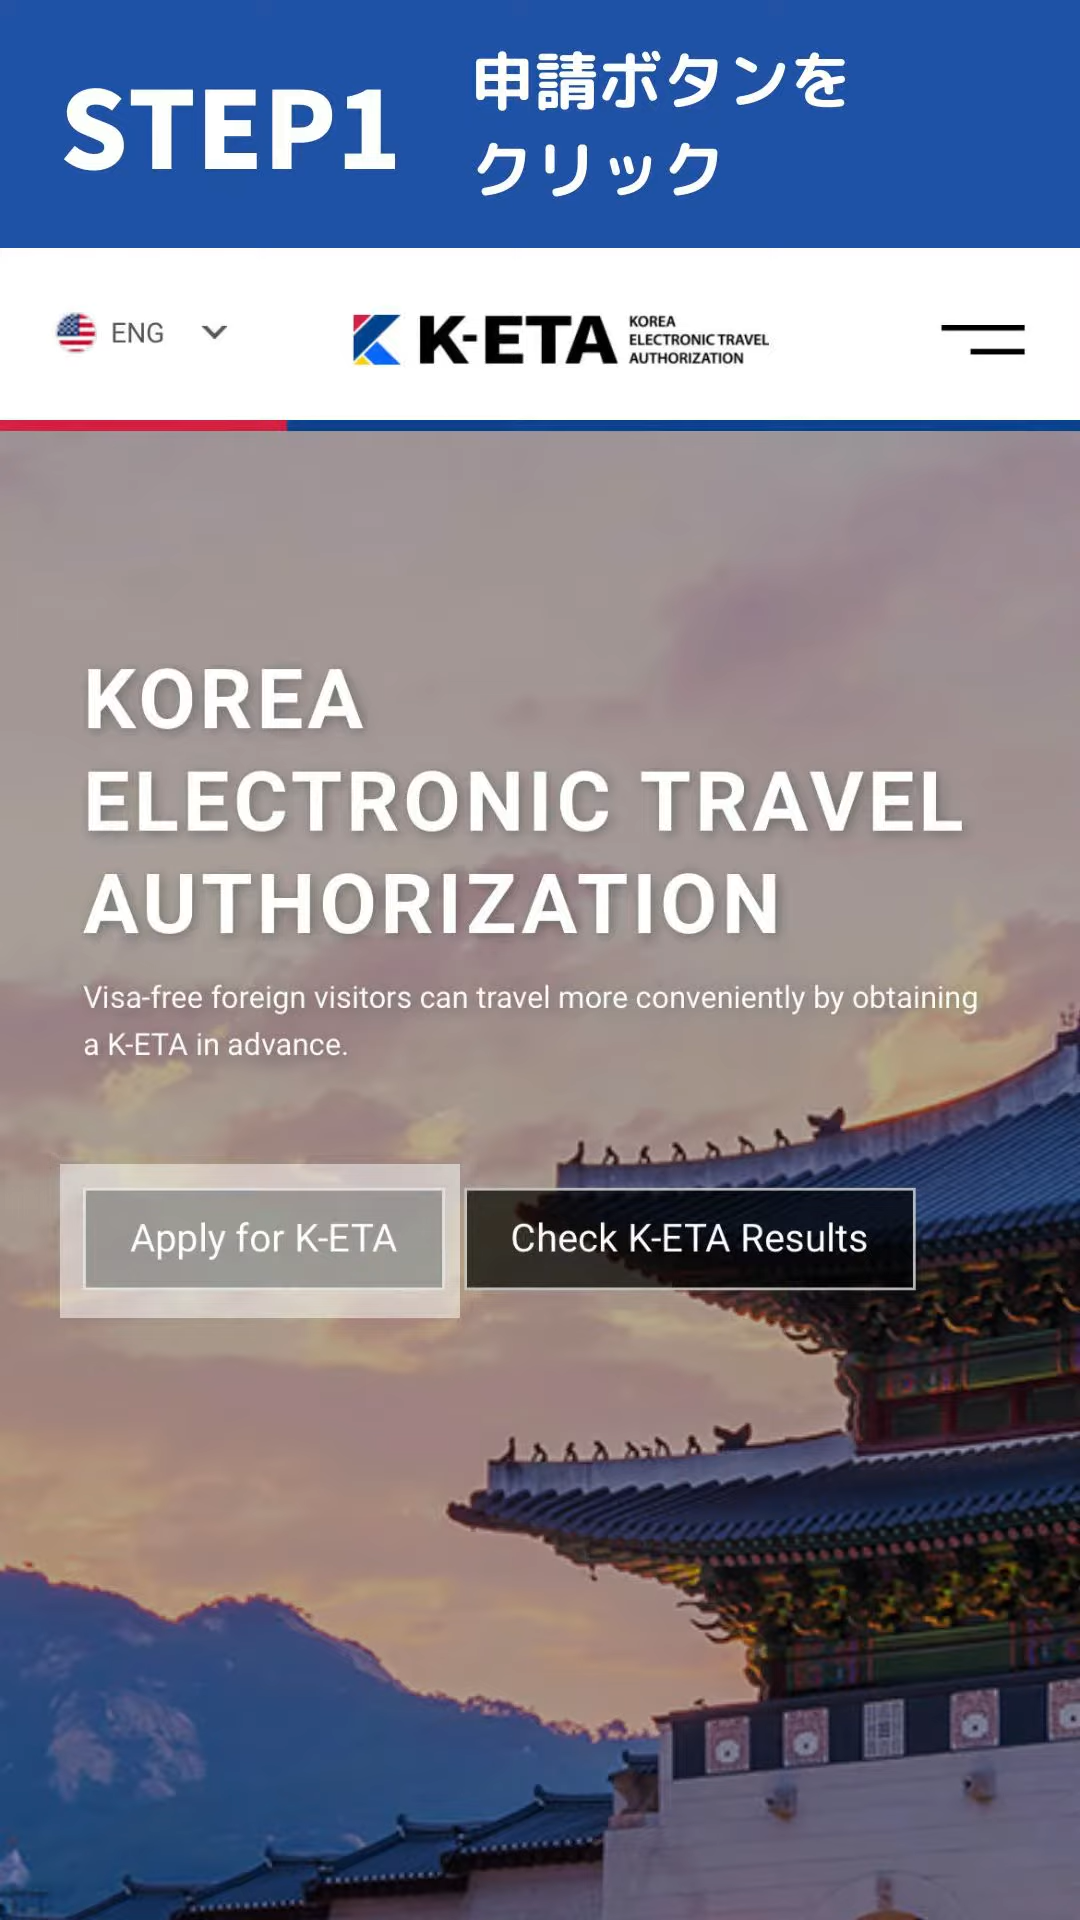 STEP1
申請ボタンを
クリック
ENG
K-ETA
KOREA
ELECTRONIC TRAVEL
AUTHORIZATION
KOREA
ELECTRONIC TRAVEL
AUTHORIZATION
Visa-free foreign visitors can travel more conveniently by obtaining
a K-ETA in advance.
Apply for K-ETA
Check K-ETA Results